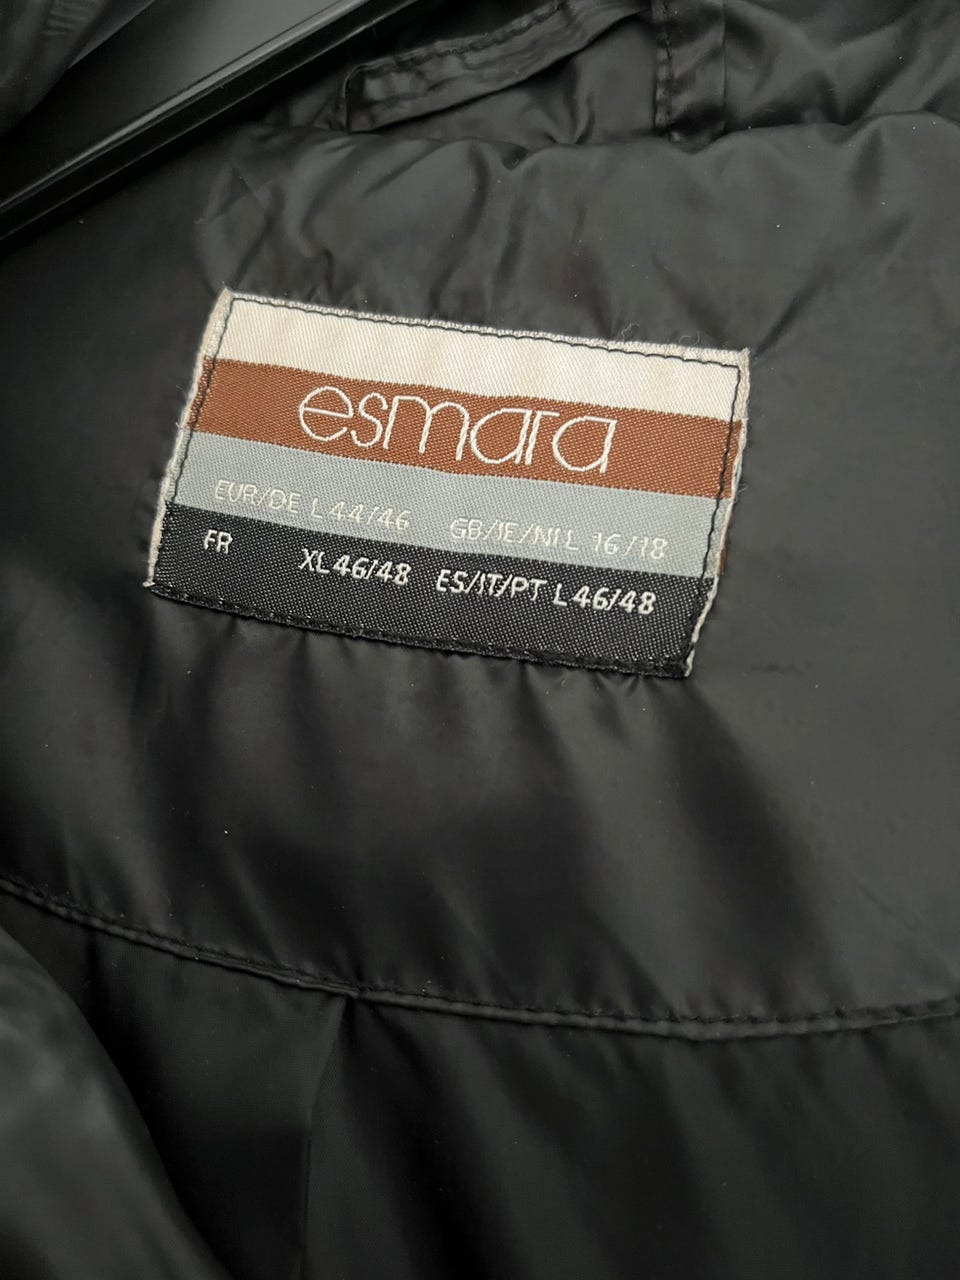 esmara
EUR/DE L 44/46 GB/IE/NI L 16/18
FR XL 46/48 ES/IT/PT L 46/48